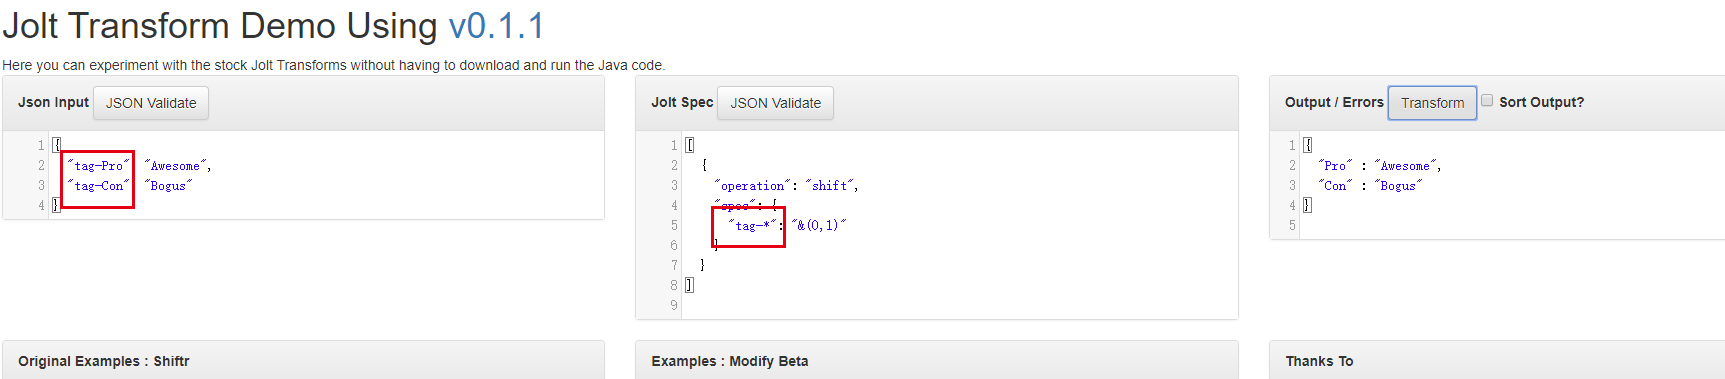 Jolt Transform Demo Using v0.1.1
Here you can experiment with the stock Jolt Transforms without having to download and run the Java code.
Json Input JSON Validate
1 {
2 "tag-Pro" "Awesome",
3 "tag-Con" "Bogus"
4 }
Jolt Spec JSON Validate
1 [
2 {
3 "operation": "shift",
4 "spec": {
5 "tag-*": "&(0,1)"
6 }
7 }
8 ]
9
Output / Errors Transform Sort Output?
1 {
2 "Pro" : "Awesome",
3 "Con" : "Bogus"
4 }
5
Original Examples : Shiftr
Examples : Modify Beta
Thanks To